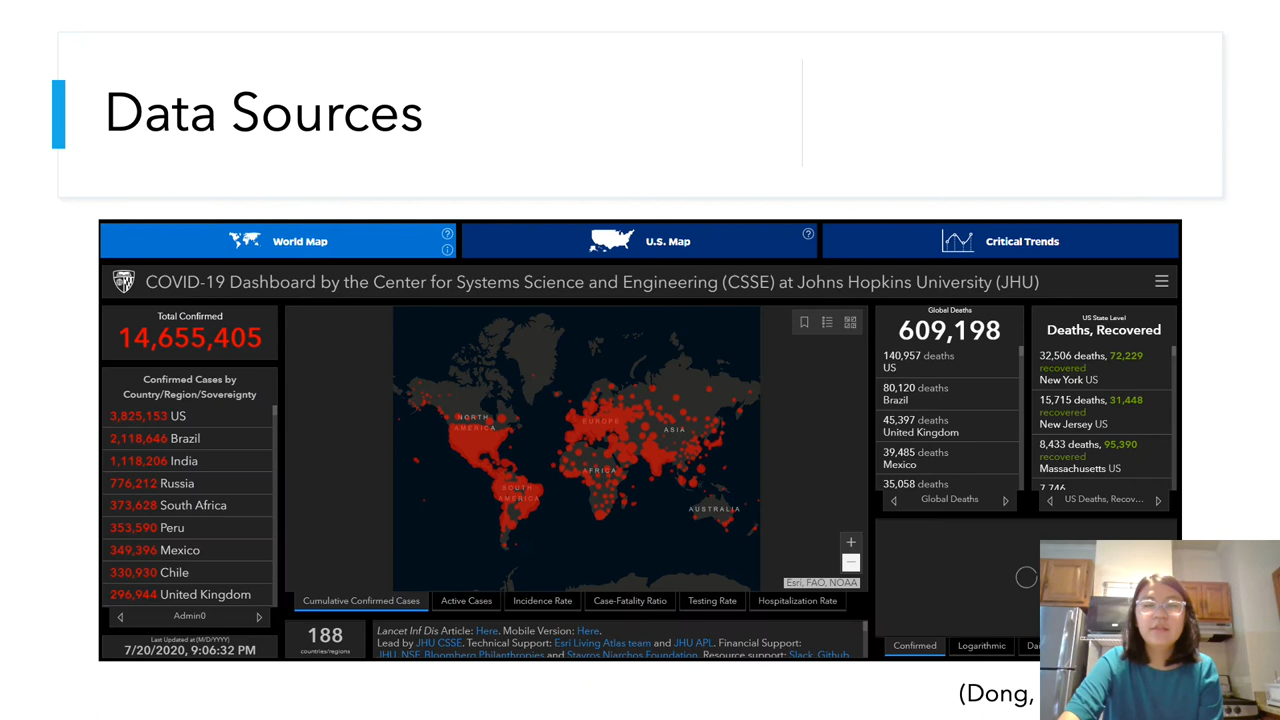 Data Sources
World Map
U.S. Map
Critical Trends
COVID-19 Dashboard by the Center for Systems Science and Engineering (CSSE) at Johns Hopkins University (JHU)
Total Confirmed
14,655,405
Confirmed Cases by
Country/Region/Sovereignty
3,825,153 US
2,118,646 Brazil
1,118,206 India
776,212 Russia
373,628 South Africa
353,590 Peru
349,396 Mexico
330,930 Chile
296,944 United Kingdom
Admin0
Last Updated at (M/D/YYYY)
7/20/2020, 9:06:32 PM
NORTH
AMERICA
SOUTH
AMERICA
EUROPE
AFRICA
ASIA
AUSTRALIA
Esri, FAO, NOAA
Cumulative Confirmed Cases
Active Cases
Incidence Rate
Case-Fatality Ratio
Testing Rate
Hospitalization Rate
188
countries/regions
Lancet Inf Dis Article: Here. Mobile Version: Here.
Lead by JHU CSSE. Technical Support: Esri Living Atlas team and JHU APL. Financial Support:
JHU, NSF, Bloomberg Philanthropies and Stavros Niarchos Foundation. Resource support: Slack, Github
Global Deaths
609,198
140,957 deaths
US
80,120 deaths
Brazil
45,397 deaths
United Kingdom
39,485 deaths
Mexico
35,058 deaths
Global Deaths
US State Level
Deaths, Recovered
32,506 deaths, 72,229
recovered
New York US
15,715 deaths, 31,448
recovered
New Jersey US
8,433 deaths, 95,390
recovered
Massachusetts US
7,746
US Deaths, Recov...
Confirmed
Logarithmic
(Dong,